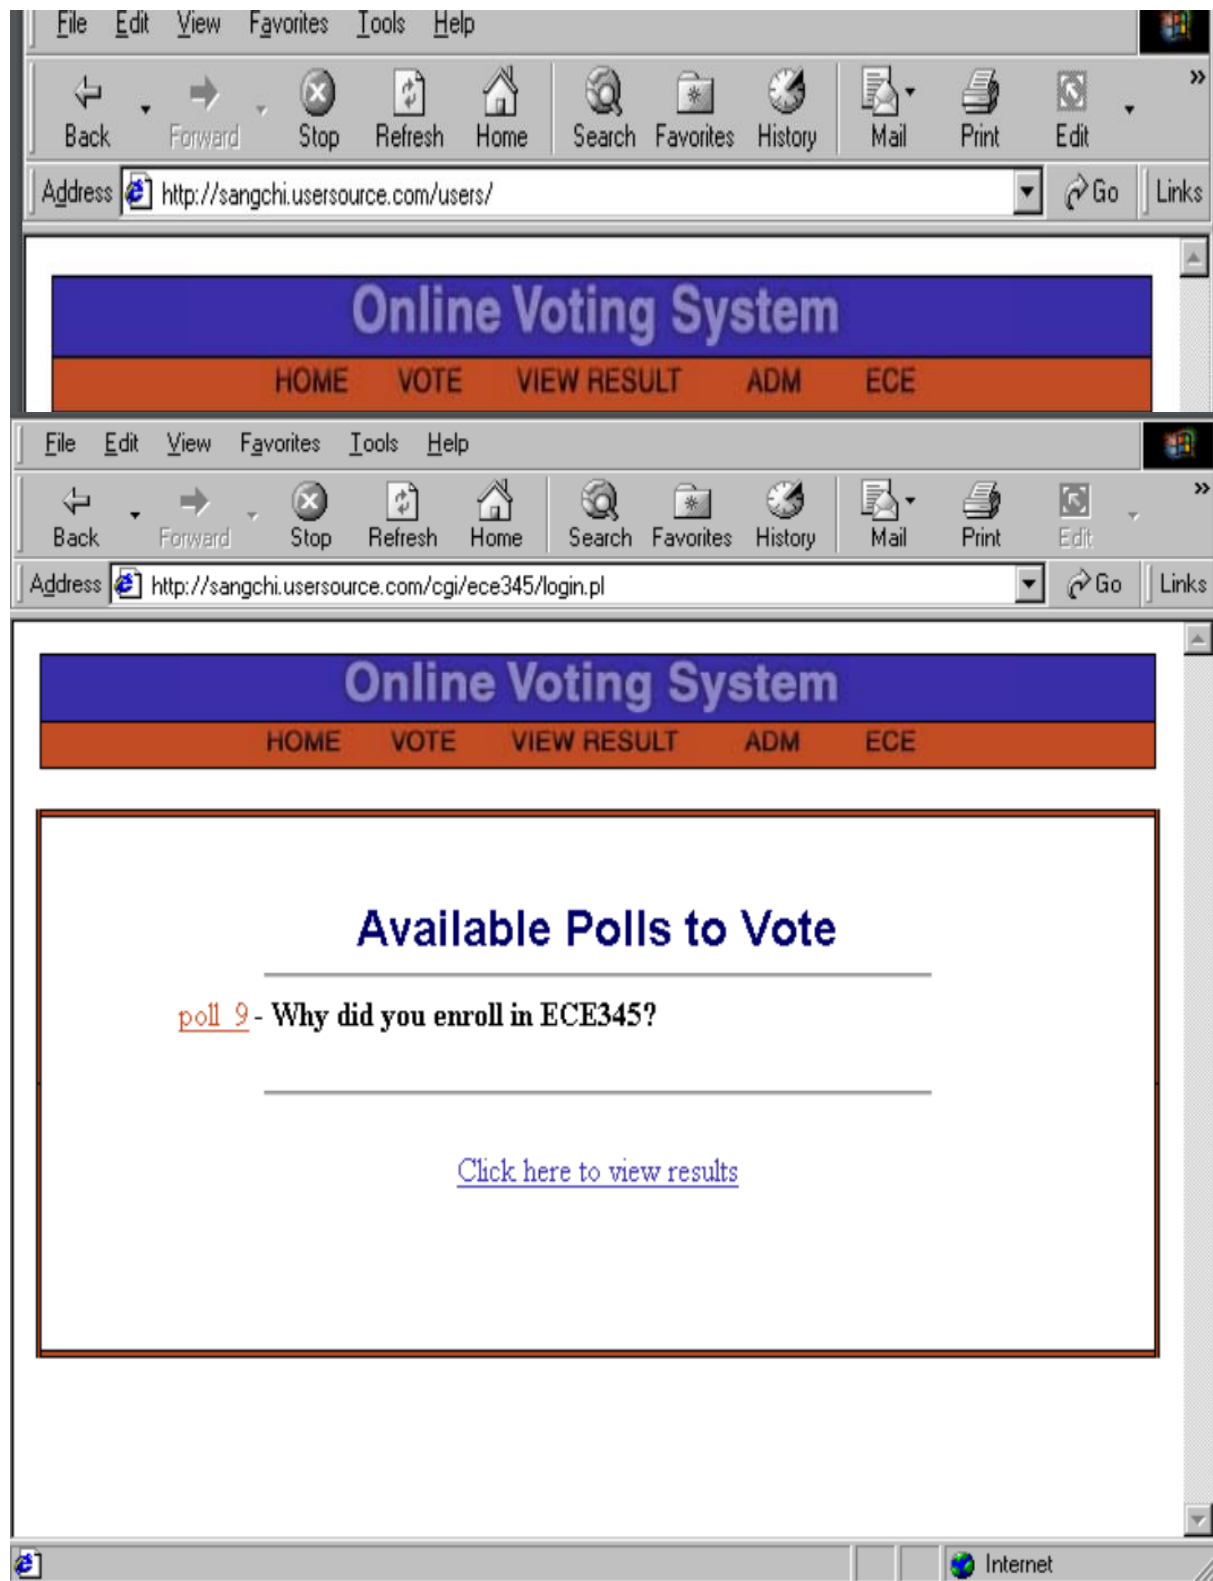 File Edit View Favorites Tools Help
Back Forward Stop Refresh Home Search Favorites History Mail Print Edit »
Address http://sangchi.usersource.com/users/ Go Links
Online Voting System
HOME VOTE VIEW RESULT ADM ECE
File Edit View Favorites Tools Help
Back Forward Stop Refresh Home Search Favorites History Mail Print Edit »
Address http://sangchi.usersource.com/cgi/ece345/login.pl Go Links
Online Voting System
HOME VOTE VIEW RESULT ADM ECE
Available Polls to Vote
poll 9 - Why did you enroll in ECE345?
Click here to view results
Internet